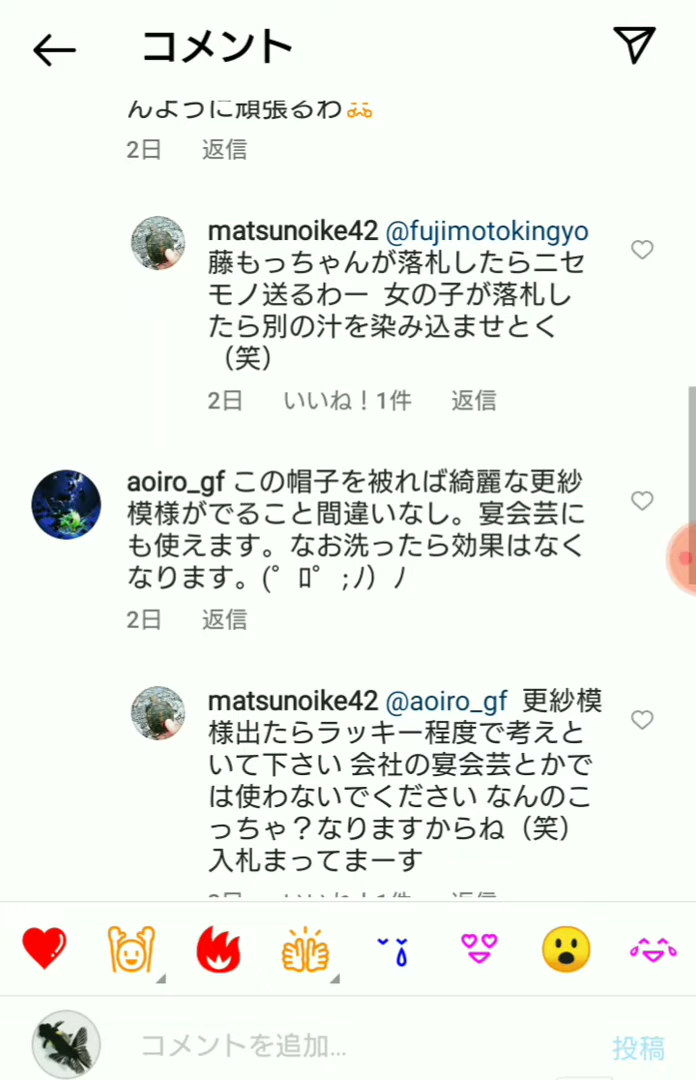 コメント
んように頑張るわ
2日 返信
matsunoike42 @fujimotokingyo
藤もっちゃんが落札したらニセ
モノ送るわー 女の子が落札し
たら別の汁を染み込ませとく
（笑）
2日 いいね！1件 返信
aoiro_gf この帽子を被れば綺麗な更紗
模様がでること間違いなし。宴会芸に
も使えます。なお洗ったら効果はなく
なります。(ﾟロﾟ;ﾉ）ﾉ
2日 返信
matsunoike42 @aoiro_gf 更紗模
様出たらラッキー程度で考えと
いて下さい 会社の宴会芸とかで
は使わないでください なんのこ
っちゃ？なりますからね（笑）
入札まってまーす
コメントを追加...
投稿